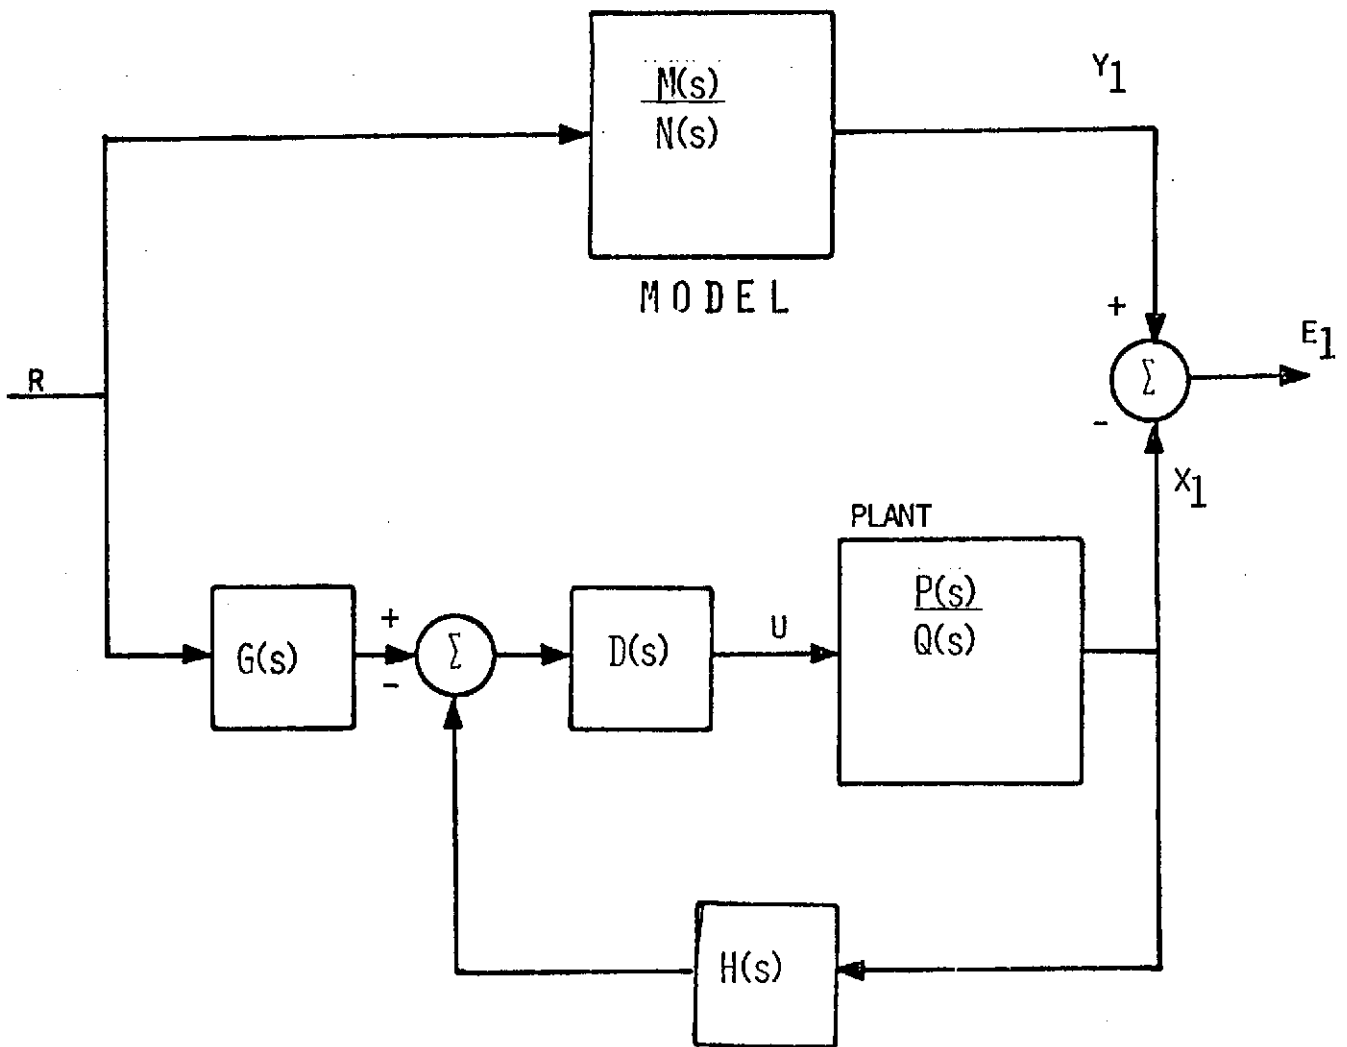 M(s)
N(s)
Y1
MODEL
+
E1
Σ
R
-
X1
PLANT
P(s)
Q(s)
+
U
G(s)
Σ
D(s)
-
H(s)